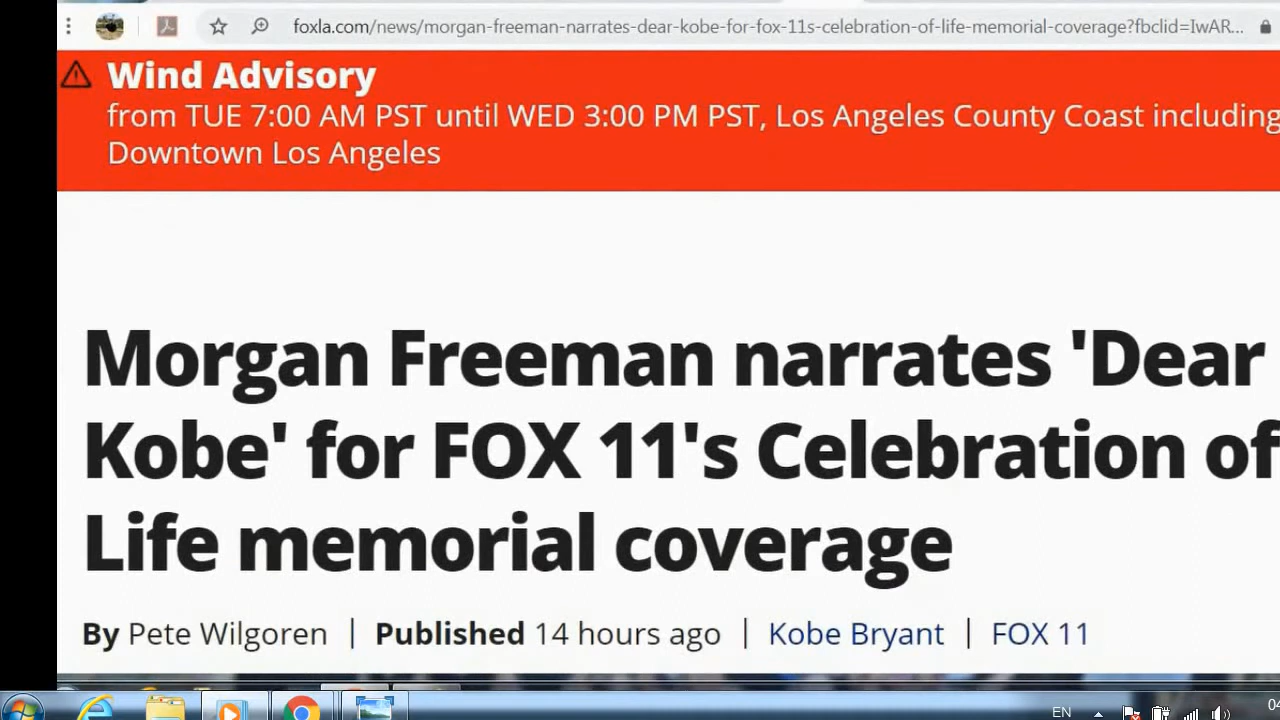 foxla.com/news/morgan-freeman-narrates-dear-kobe-for-fox-11s-celebration-of-life-memorial-coverage?fbclid=IwAR...
Wind Advisory
from TUE 7:00 AM PST until WED 3:00 PM PST, Los Angeles County Coast including
Downtown Los Angeles
Morgan Freeman narrates 'Dear
Kobe' for FOX 11's Celebration of
Life memorial coverage
By Pete Wilgoren | Published 14 hours ago | Kobe Bryant | FOX 11
EN
04